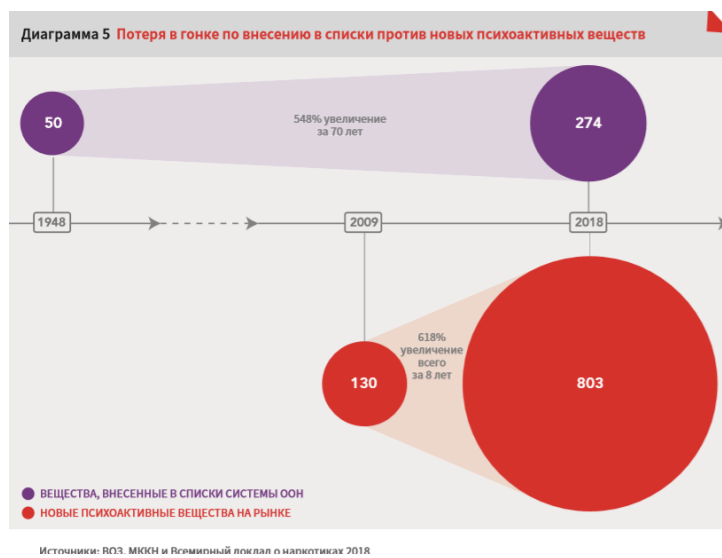 Диаграмма 5 Потеря в гонке по внесению в списки против новых психоактивных веществ
50
548% увеличение
за 70 лет
274
1948
2009
2018
618%
увеличение
всего
за 8 лет
130
803
ВЕЩЕСТВА, ВНЕСЕННЫЕ В СПИСКИ СИСТЕМЫ ООН
НОВЫЕ ПСИХОАКТИВНЫЕ ВЕЩЕСТВА НА РЫНКЕ
Источники: ВОЗ, МККН и Всемирный доклад о наркотиках 2018